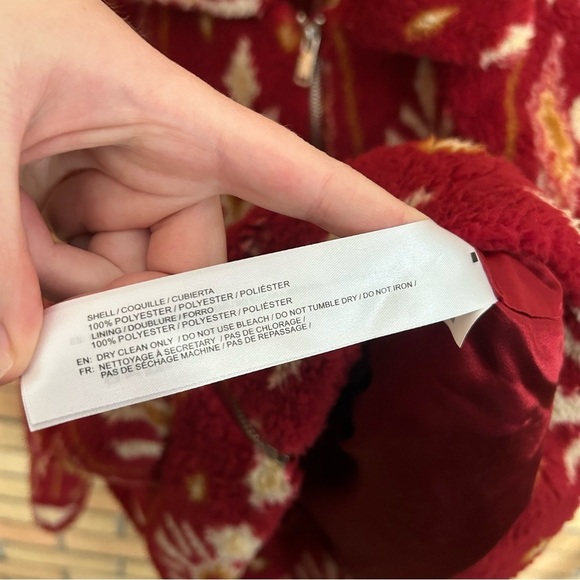 SHELL / COQUILLE / CUBIERTA
100% POLYESTER / POLYESTER / POLIÉSTER
LINING / DOUBLURE / FORRO
100% POLYESTER / POLYESTER / POLIÉSTER
EN: DRY CLEAN ONLY / DO NOT USE BLEACH / DO NOT TUMBLE DRY / DO NOT IRON /
FR: NETTOYAGE À SECRETARY / PAS DE CHLORAGE /
PAS DE SÉCHAGE MACHINE / PAS DE REPASSAGE /